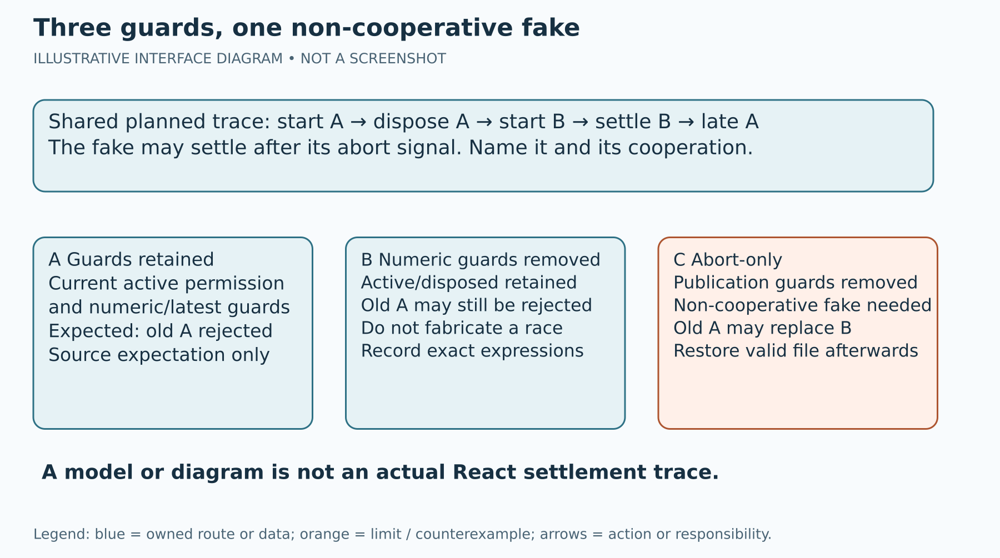 Three guards, one non-cooperative fake
ILLUSTRATIVE INTERFACE DIAGRAM • NOT A SCREENSHOT
Shared planned trace: start A → dispose A → start B → settle B → late A
The fake may settle after its abort signal. Name it and its cooperation.
A Guards retained
Current active permission
and numeric/latest guards
Expected: old A rejected
Source expectation only
B Numeric guards removed
Active/disposed retained
Old A may still be rejected
Do not fabricate a race
Record exact expressions
C Abort-only
Publication guards removed
Non-cooperative fake needed
Old A may replace B
Restore valid file afterwards
A model or diagram is not an actual React settlement trace.
Legend: blue = owned route or data; orange = limit / counterexample; arrows = action or responsibility.